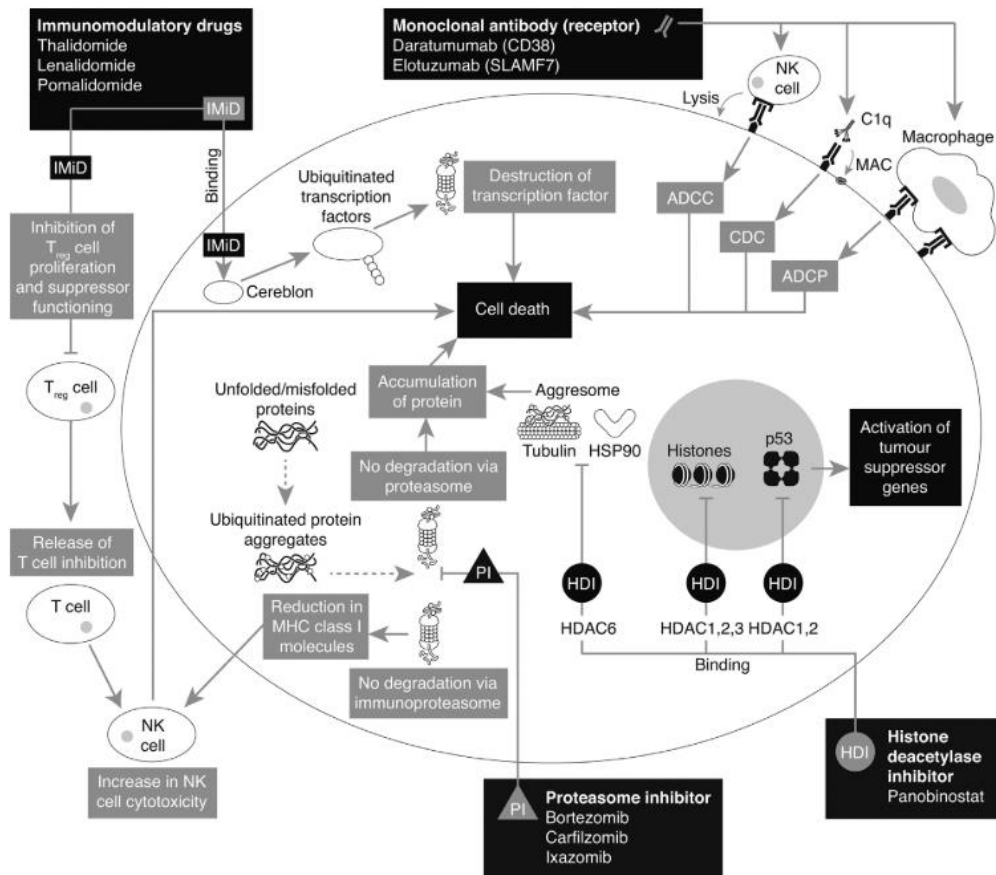 Immunomodulatory drugs
Thalidomide
Lenalidomide
Pomalidomide
IMiD
Monoclonal antibody (receptor)
Daratumumab (CD38)
Elotuzumab (SLAMF7)
NK
cell
Lysis
C1q
MAC
Macrophage
IMiD
Binding
IMiD
Cereblon
Ubiquitinated
transcription
factors
Destruction of
transcription factor
ADCC
CDC
ADCP
Inhibition of
Treg cell
proliferation
and suppressor
functioning
Cell death
Treg cell
Unfolded/misfolded
proteins
Accumulation
of protein
Aggresome
Tubulin
HSP90
Histones
p53
Activation of
tumour
suppressor
genes
No degradation via
proteasome
Ubiquitinated protein
aggregates
Release of
T cell inhibition
T cell
PI
HDI
HDI
HDI
HDAC6
HDAC1,2,3
HDAC1,2
Binding
Reduction in
MHC class I
molecules
No degradation via
immunoproteasome
NK
cell
Increase in NK
cell cytotoxicity
PI
Proteasome inhibitor
Bortezomib
Carfilzomib
Ixazomib
HDI
Histone
deacetylase
inhibitor
Panobinostat